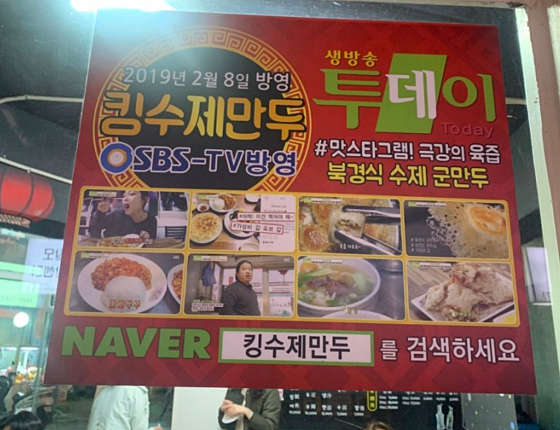 2019년 2월 8일 방영
킹수제만두
SBS-TV방영
생방송
투데이
Today
#맛스타그램! 극강의 육즙
북경식 수제 군만두
NAVER 킹수제만두 를 검색하세요